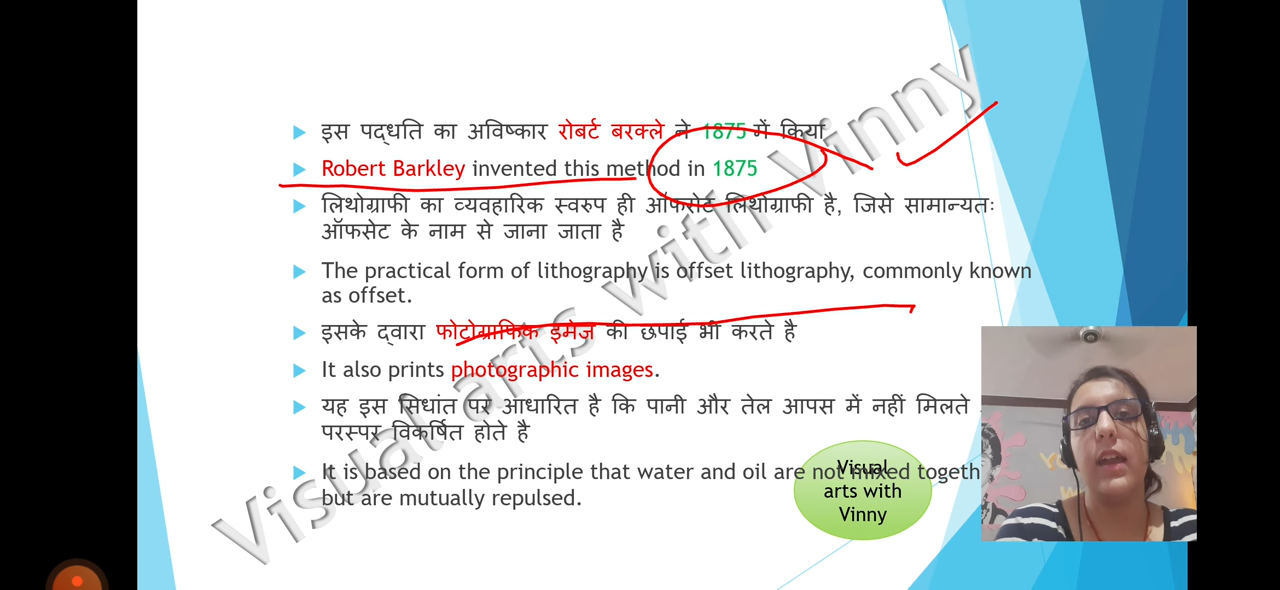 इस पद्धति का अविष्कार रोबर्ट बरक्ले ने 1875 में किया
Robert Barkley invented this method in 1875
लिथोग्राफी का व्यवहारिक स्वरुप ही ऑफसेट लिथोग्राफी है, जिसे सामान्यतः
ऑफसेट के नाम से जाना जाता है
The practical form of lithography is offset lithography, commonly known
as offset.
इसके द्वारा फोटोग्राफिक इमेज़ की छपाई भी करते है
It also prints photographic images.
यह इस सिधांत पर आधारित है कि पानी और तेल आपस में नहीं मिलते
परस्पर विकर्षित होते है
It is based on the principle that water and oil are not mixed togeth
but are mutually repulsed.
Visual
arts with
Vinny
Visual arts with Vinny